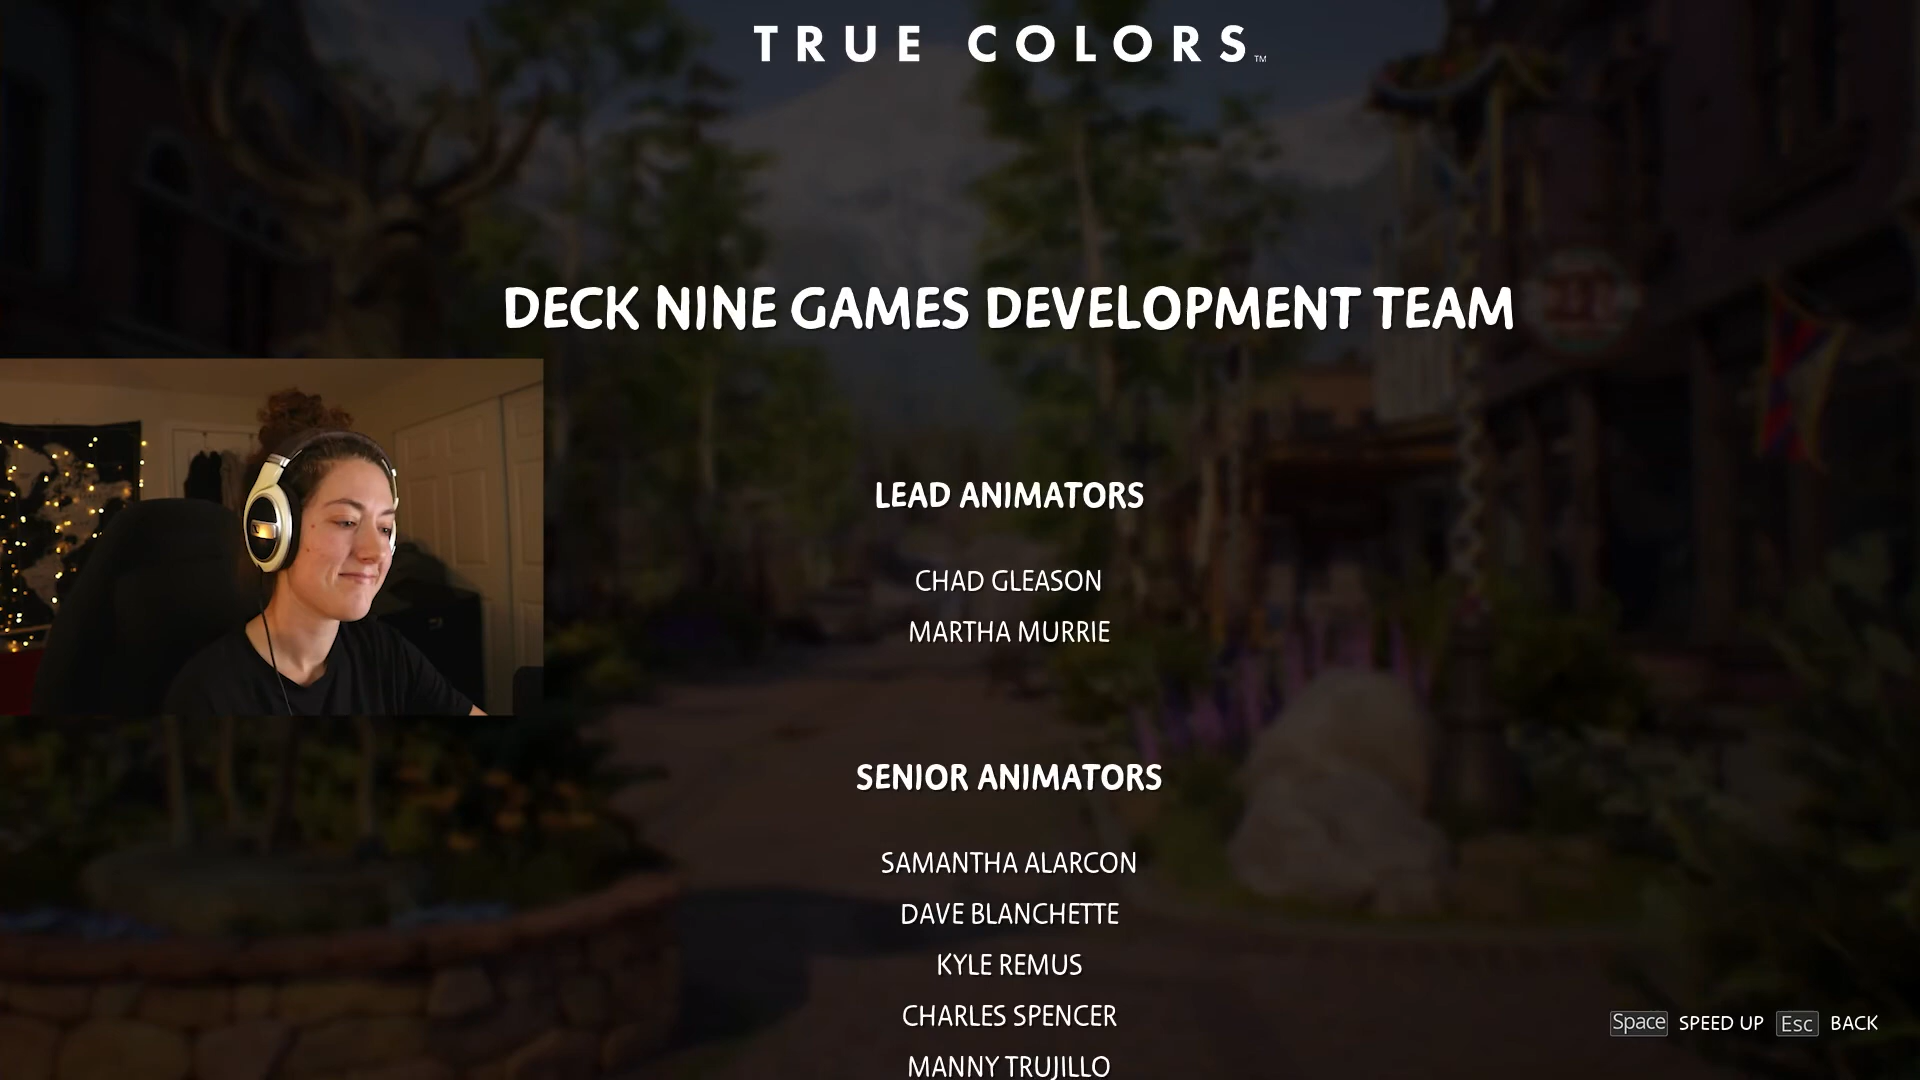 TRUE COLORS™
DECK NINE GAMES DEVELOPMENT TEAM
LEAD ANIMATORS
CHAD GLEASON
MARTHA MURRIE
SENIOR ANIMATORS
SAMANTHA ALARCON
DAVE BLANCHETTE
KYLE REMUS
CHARLES SPENCER
MANNY TRUJILLO
Space SPEED UP Esc BACK